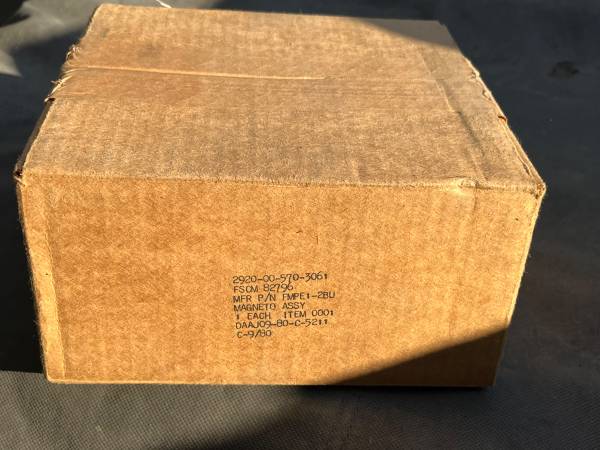 2920-00-570-3061
FSCM 82796
MFR P/N FMPE1-2BU
MAGNETO ASSY
1 EACH ITEM 0001
DAAJ09-80-C-5211
C-9/80